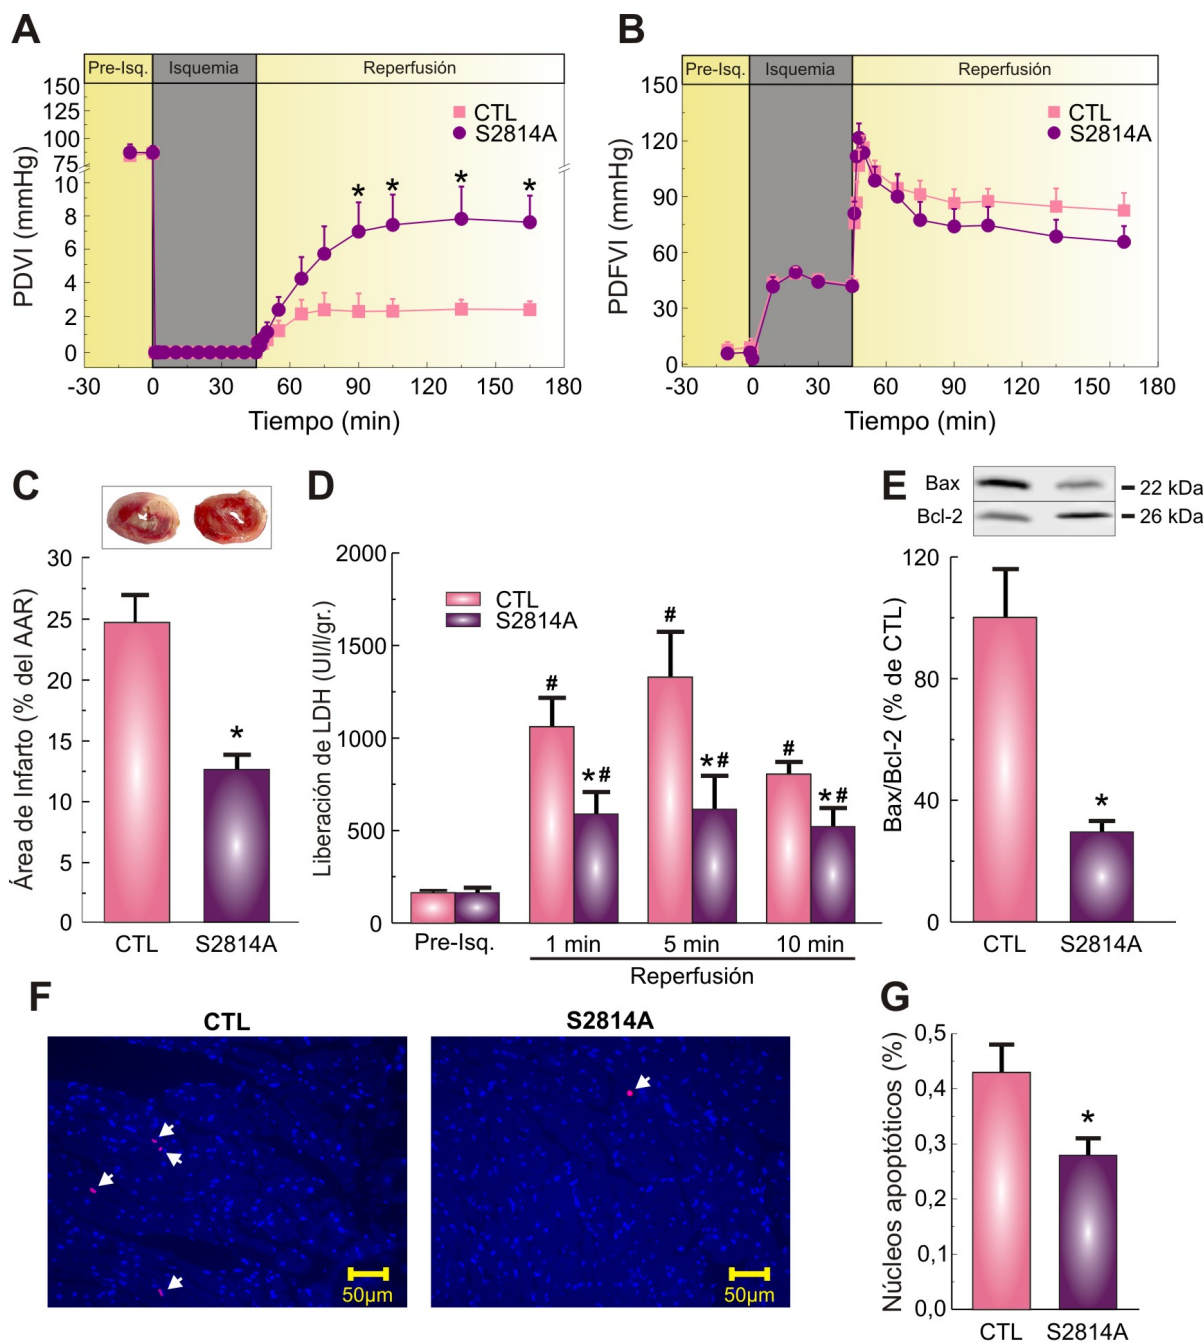 A
Pre-Isq. Isquemia Reperfusión
150
125
100
75
10
8
6
4
2
0
PDVI (mmHg)
CTL
S2814A
* * * *
-30 0 30 60 90 120 150 180
Tiempo (min)
B
Pre-Isq. Isquemia Reperfusión
150
120
90
60
30
0
PDFVI (mmHg)
CTL
S2814A
-30 0 30 60 90 120 150 180
Tiempo (min)
C
30
25
20
15
10
5
0
Área de Infarto (% del AAR)
*
CTL S2814A
D
2000
1500
1000
500
0
Liberación de LDH (UI/l/gr.)
CTL
S2814A
# *# # *# # *#
Pre-Isq. 1 min 5 min 10 min
Reperfusión
E
Bax 22 kDa
Bcl-2 26 kDa
120
80
40
0
Bax/Bcl-2 (% de CTL)
*
CTL S2814A
F
CTL S2814A
50µm 50µm
G
0,5
0,4
0,3
0,2
0,1
0,0
Núcleos apoptóticos (%)
*
CTL S2814A